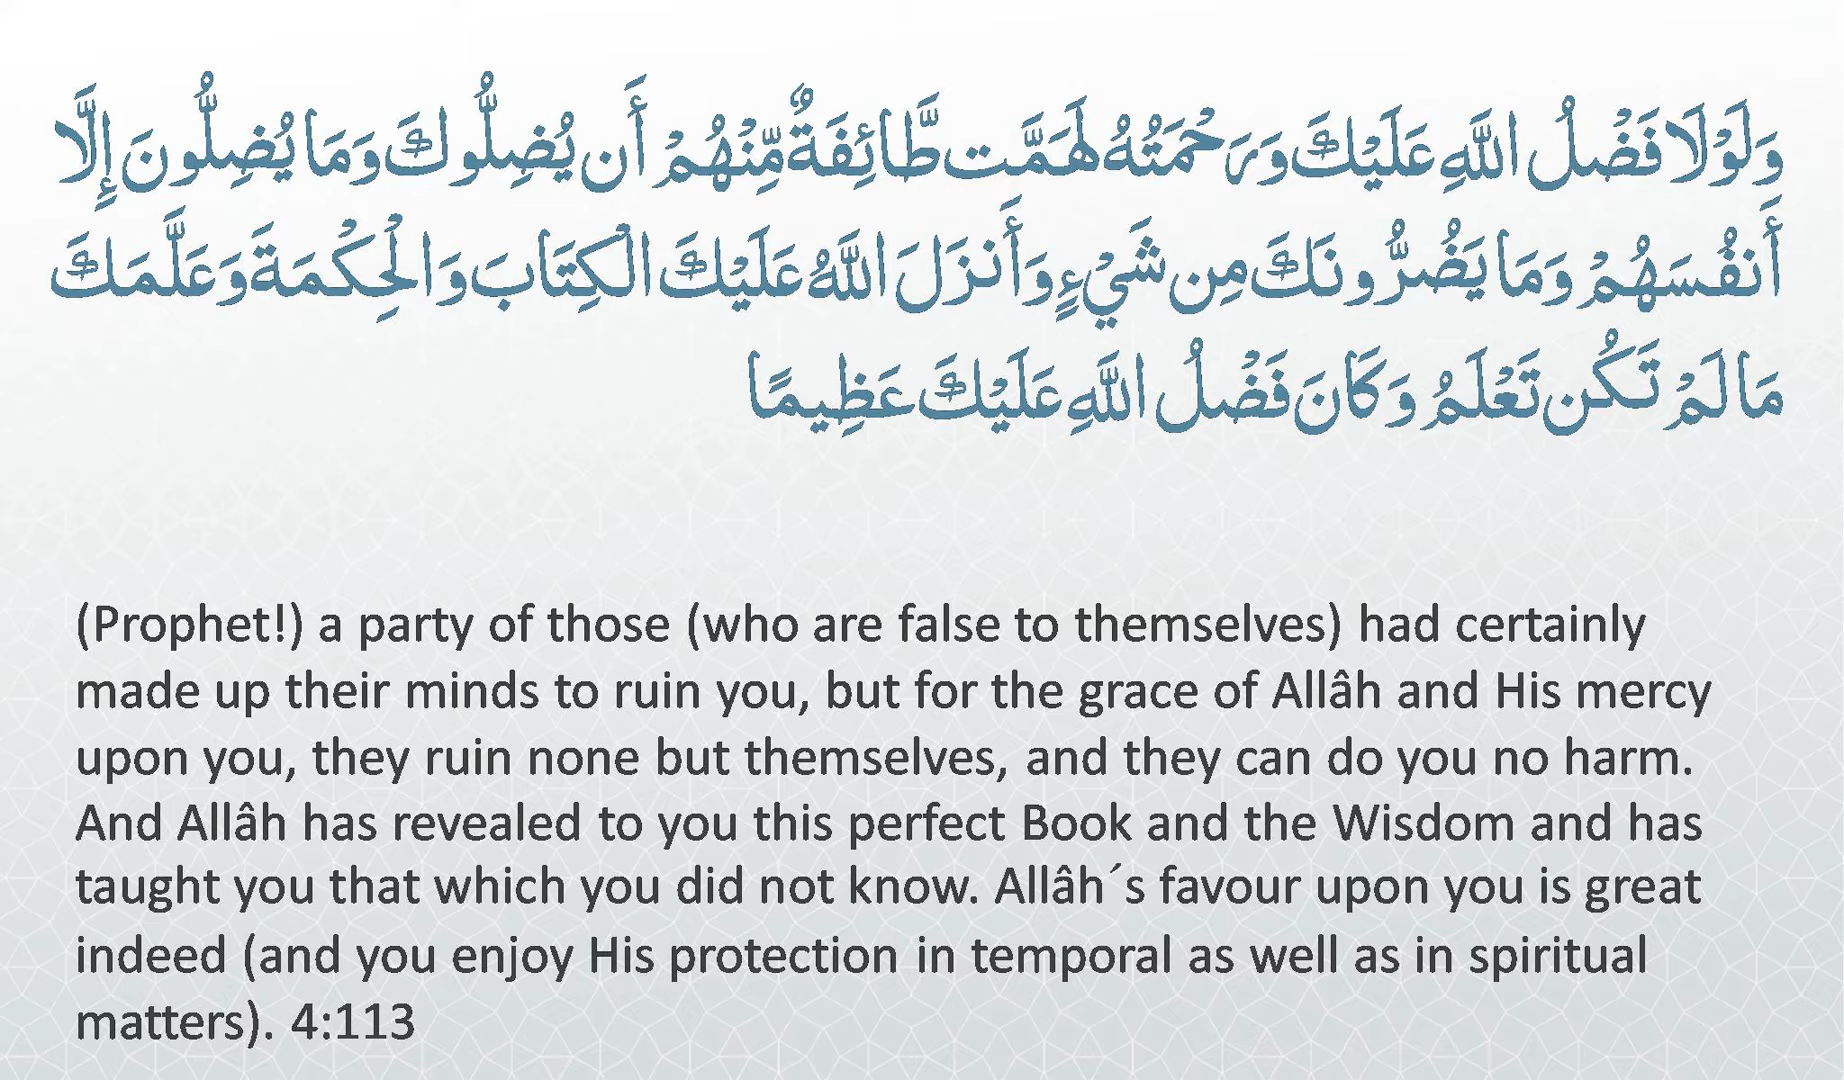 وَلَوْلَا فَضْلُ اللَّهِ عَلَيْكَ وَرَحْمَتُهُ لَهَمَّت طَّائِفَةٌ مِّنْهُمْ أَن يُضِلُّوكَ وَمَا يُضِلُّونَ إِلَّا
أَنفُسَهُمْ وَمَا يَضُرُّونَكَ مِن شَيْءٍ وَأَنزَلَ اللَّهُ عَلَيْكَ الْكِتَابَ وَالْحِكْمَةَ وَعَلَّمَكَ
مَا لَمْ تَكُن تَعْلَمُ وَكَانَ فَضْلُ اللَّهِ عَلَيْكَ عَظِيمًا
(Prophet!) a party of those (who are false to themselves) had certainly
made up their minds to ruin you, but for the grace of Allâh and His mercy
upon you, they ruin none but themselves, and they can do you no harm.
And Allâh has revealed to you this perfect Book and the Wisdom and has
taught you that which you did not know. Allâh´s favour upon you is great
indeed (and you enjoy His protection in temporal as well as in spiritual
matters). 4:113